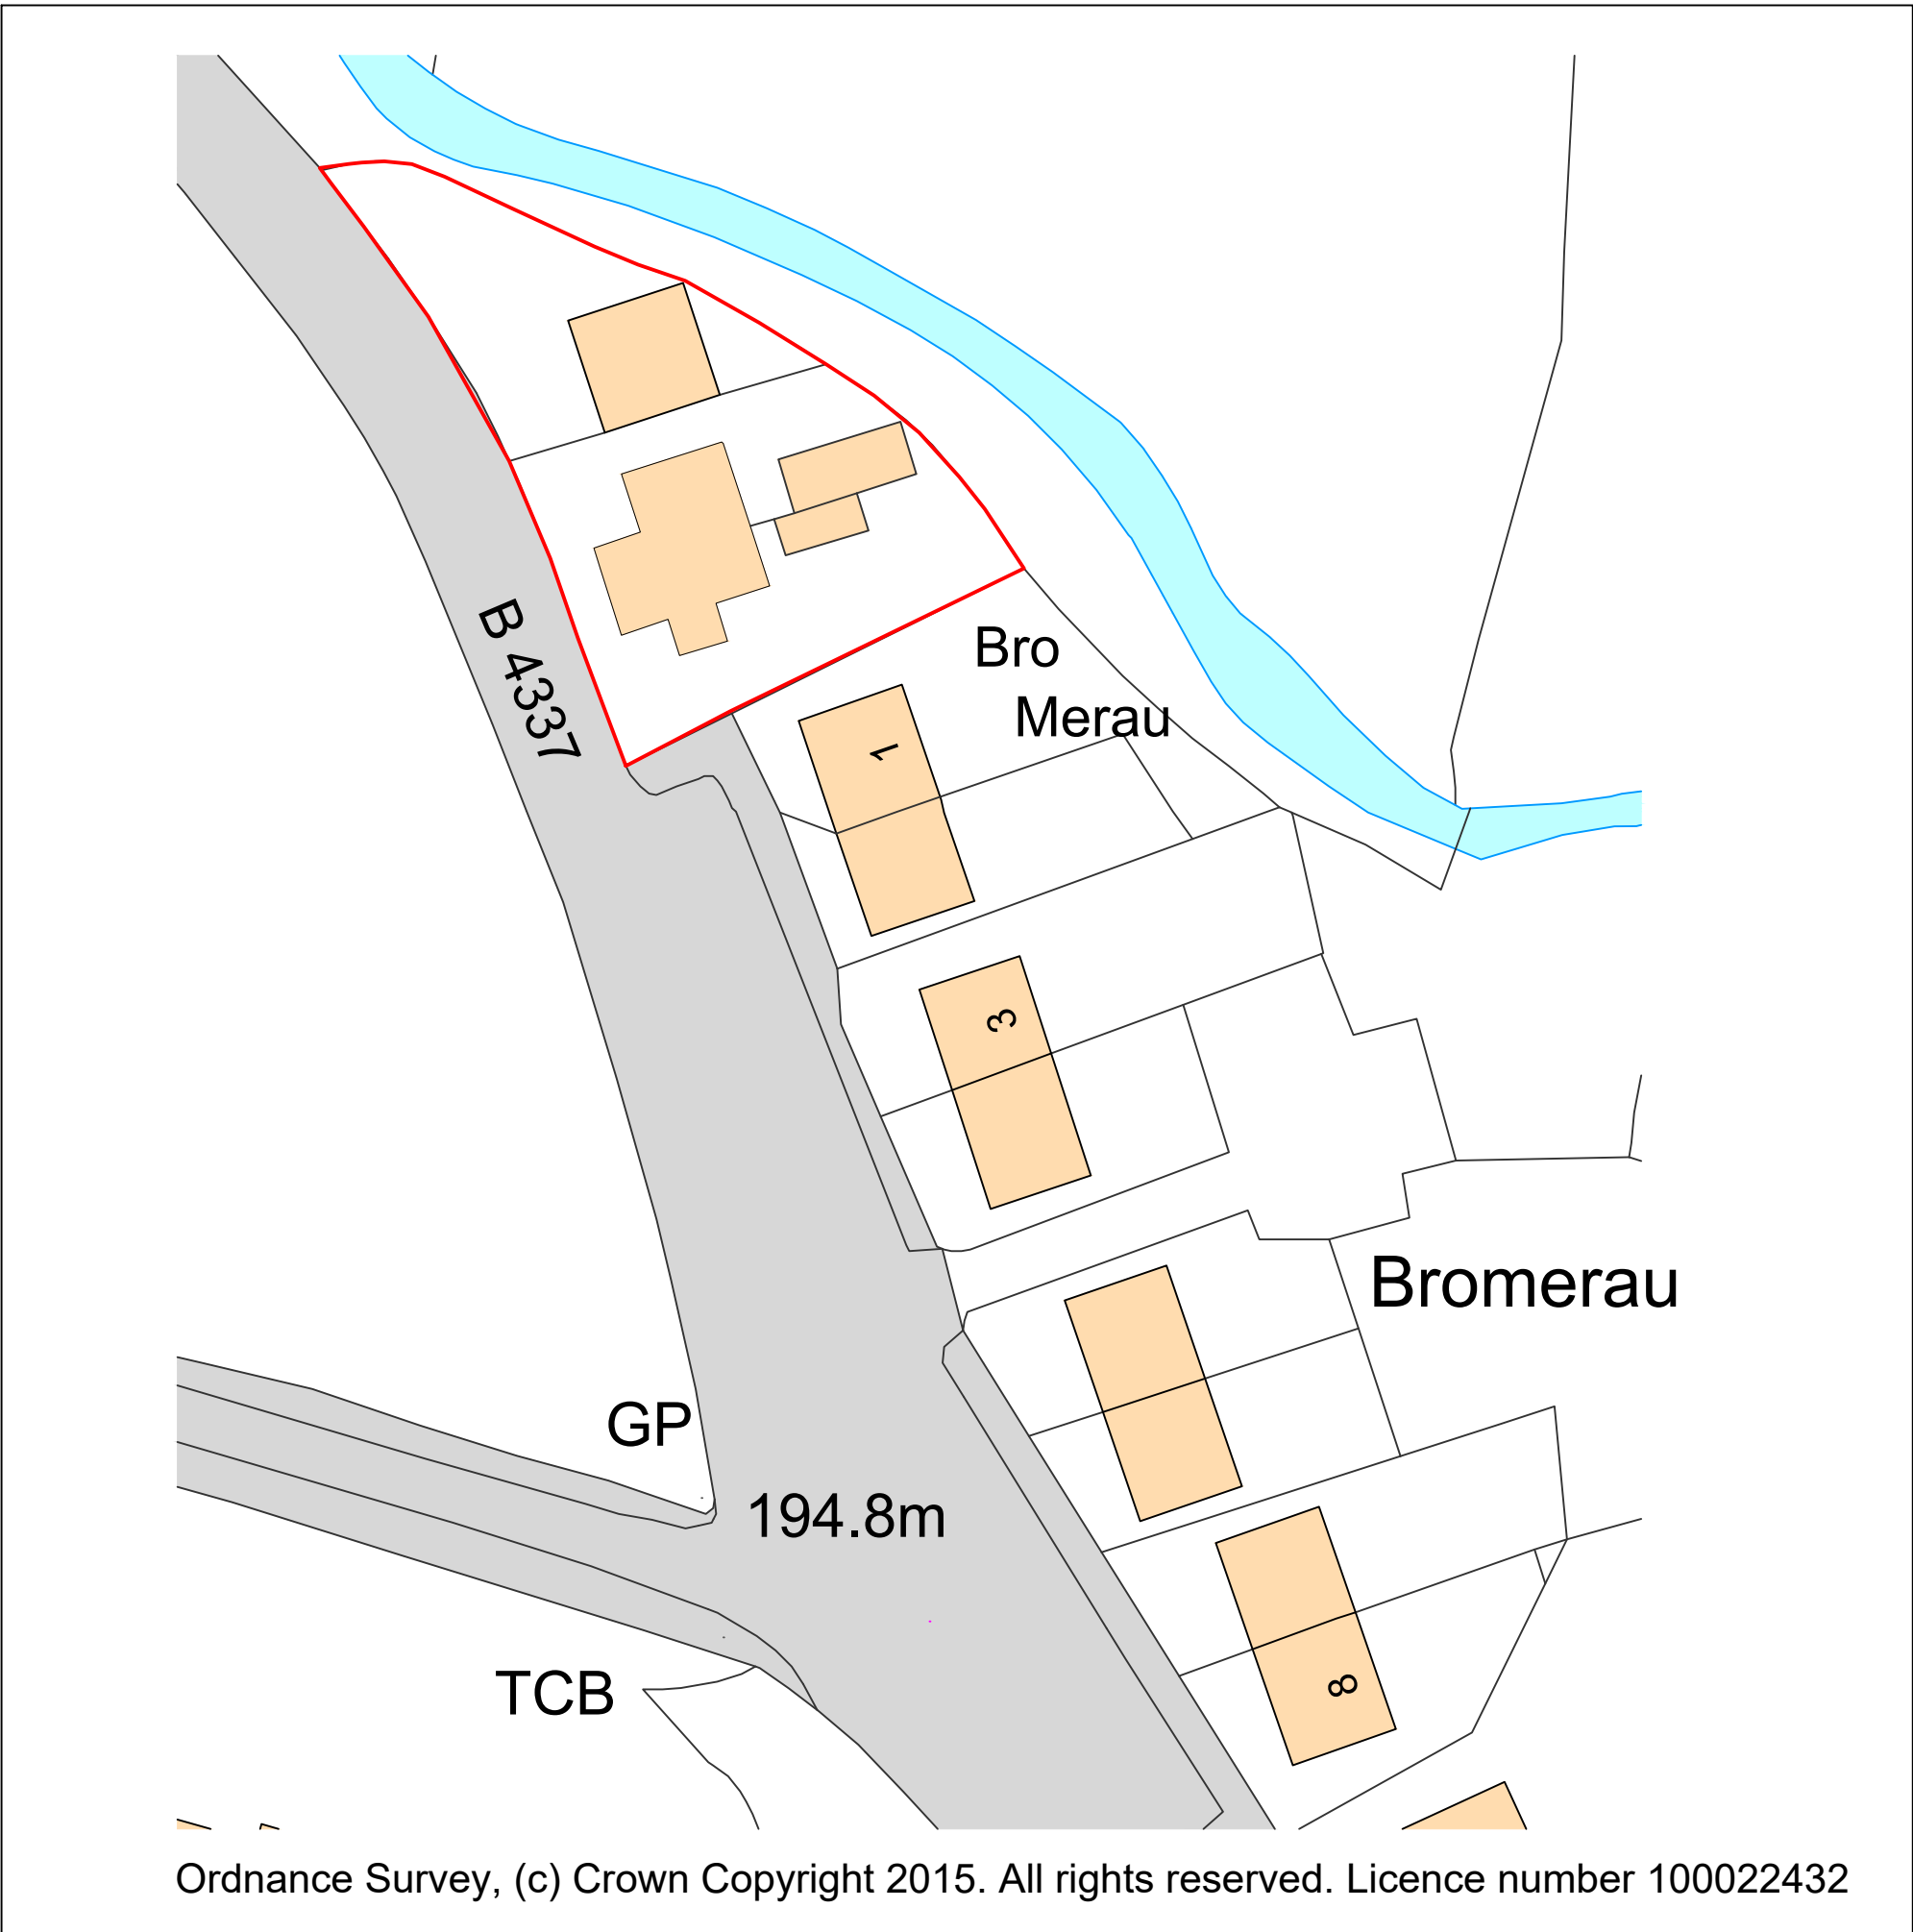 B 4337
Bro
Merau
1
3
Bromerau
GP
194.8m
TCB
8
Ordnance Survey, (c) Crown Copyright 2015. All rights reserved. Licence number 100022432